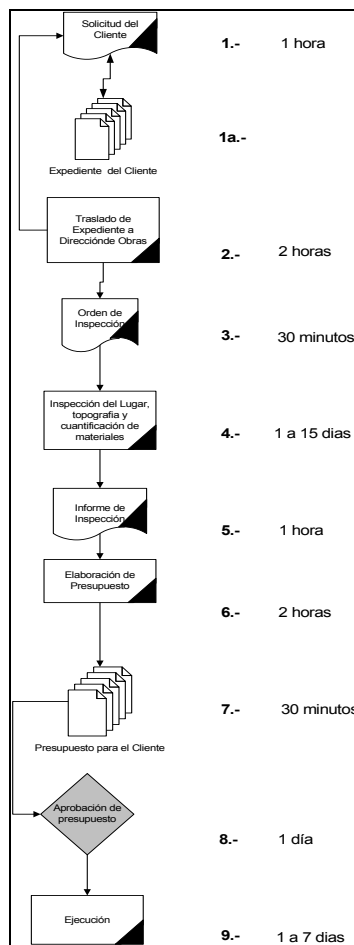 Solicitud del
Cliente
1.- 1 hora
1a.-
Expediente del Cliente
Traslado de
Expediente a
Direcciónde Obras
2.- 2 horas
Orden de
Inspección
3.- 30 minutos
Inspección del Lugar,
topografia y
cuantificación de
materiales
4.- 1 a 15 dias
Informe de
Inspección
5.- 1 hora
Elaboración de
Presupuesto
6.- 2 horas
7.- 30 minutos
Presupuesto para el Cliente
Aprobación de
presupuesto
8.- 1 día
Ejecución
9.- 1 a 7 dias